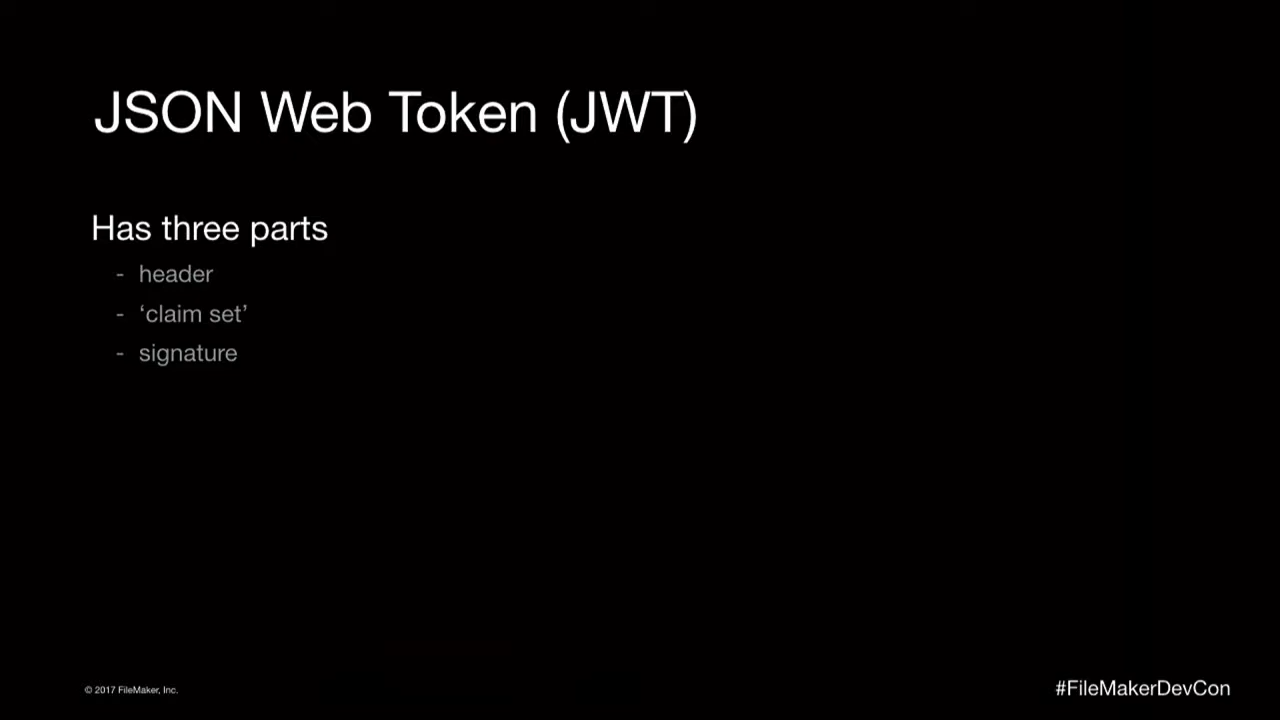 JSON Web Token (JWT)
Has three parts
- header
- ‘claim set’
- signature
© 2017 FileMaker, Inc.
#FileMakerDevCon